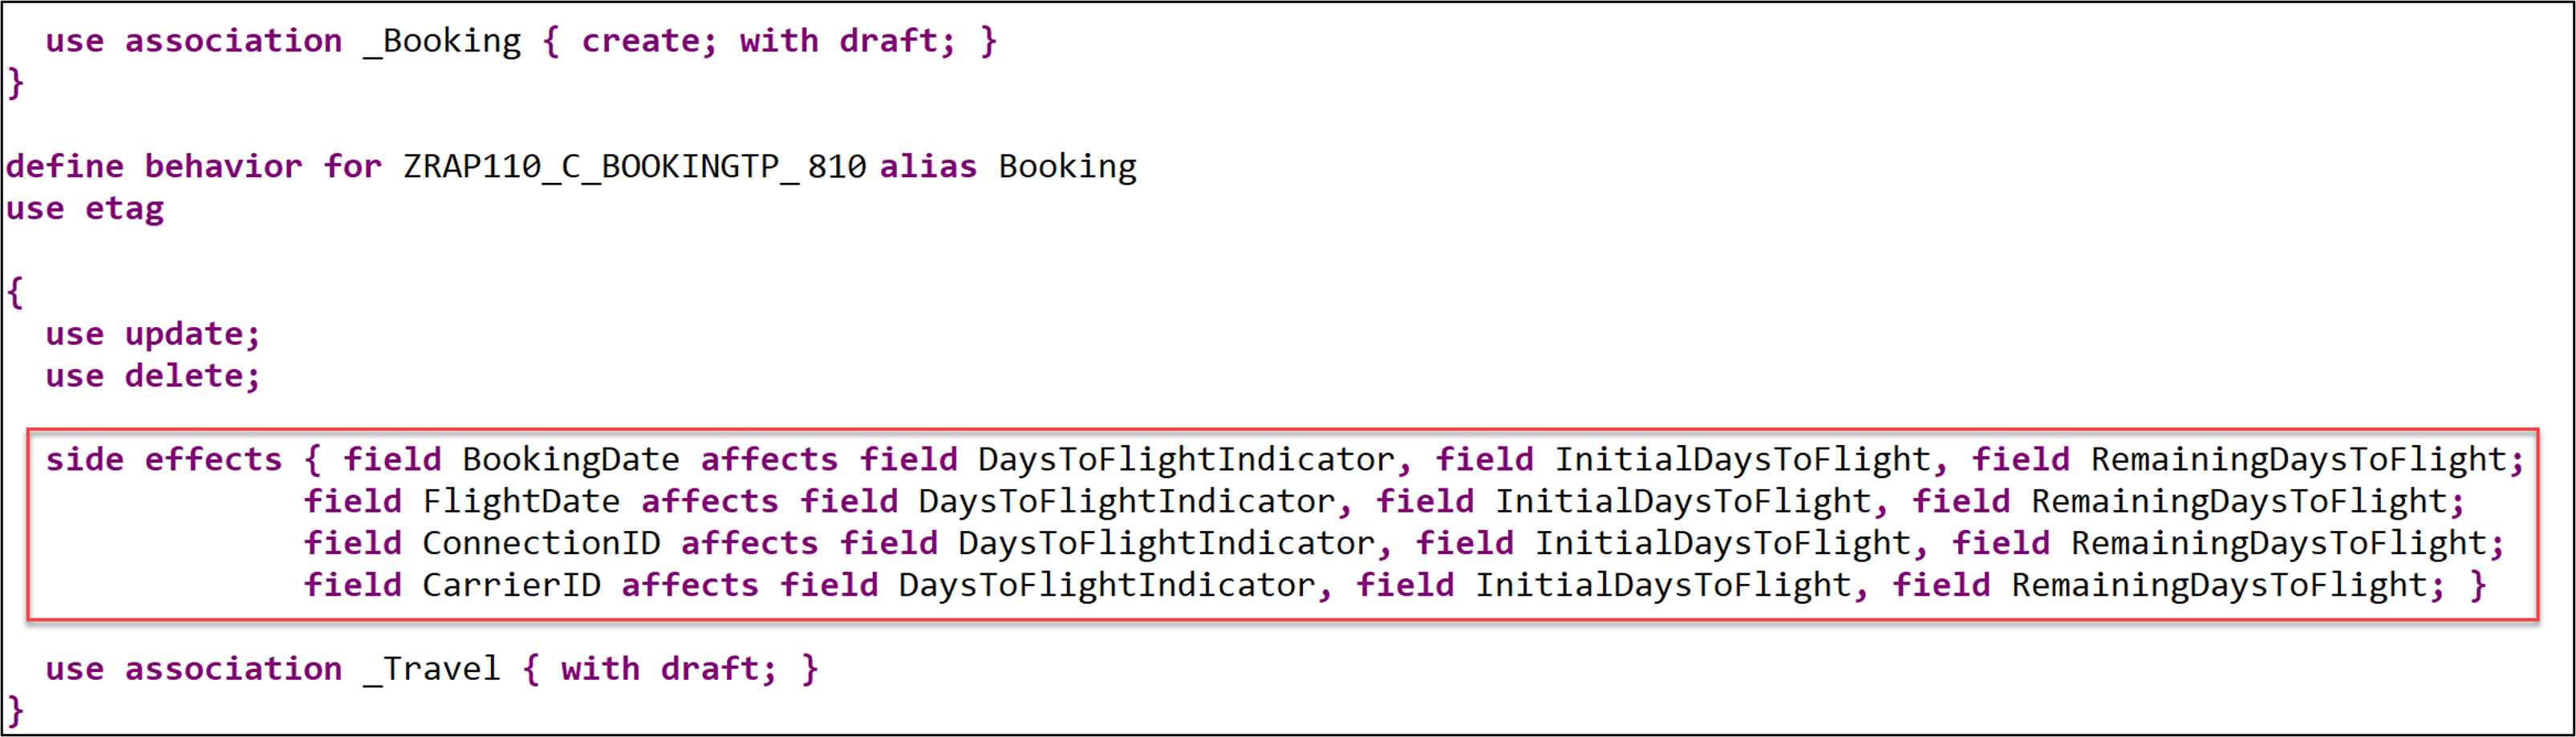 use association _Booking { create; with draft; }
}
define behavior for ZRAP110_C_BOOKINGTP_810 alias Booking
use etag
{
use update;
use delete;
side effects { field BookingDate affects field DaysToFlightIndicator, field InitialDaysToFlight, field RemainingDaysToFlight;
field FlightDate affects field DaysToFlightIndicator, field InitialDaysToFlight, field RemainingDaysToFlight;
field ConnectionID affects field DaysToFlightIndicator, field InitialDaysToFlight, field RemainingDaysToFlight;
field CarrierID affects field DaysToFlightIndicator, field InitialDaysToFlight, field RemainingDaysToFlight; }
use association _Travel { with draft; }
}